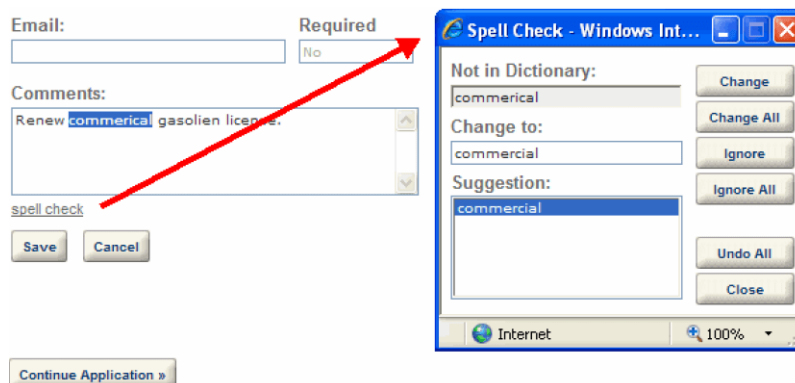 Email:
Required
No
Comments:
Renew commerical gasolien license.
spell check
Save
Cancel
Continue Application »
Spell Check - Windows Int...
Not in Dictionary:
commerical
Change to:
commercial
Suggestion:
commercial
Change
Change All
Ignore
Ignore All
Undo All
Close
Internet
100%